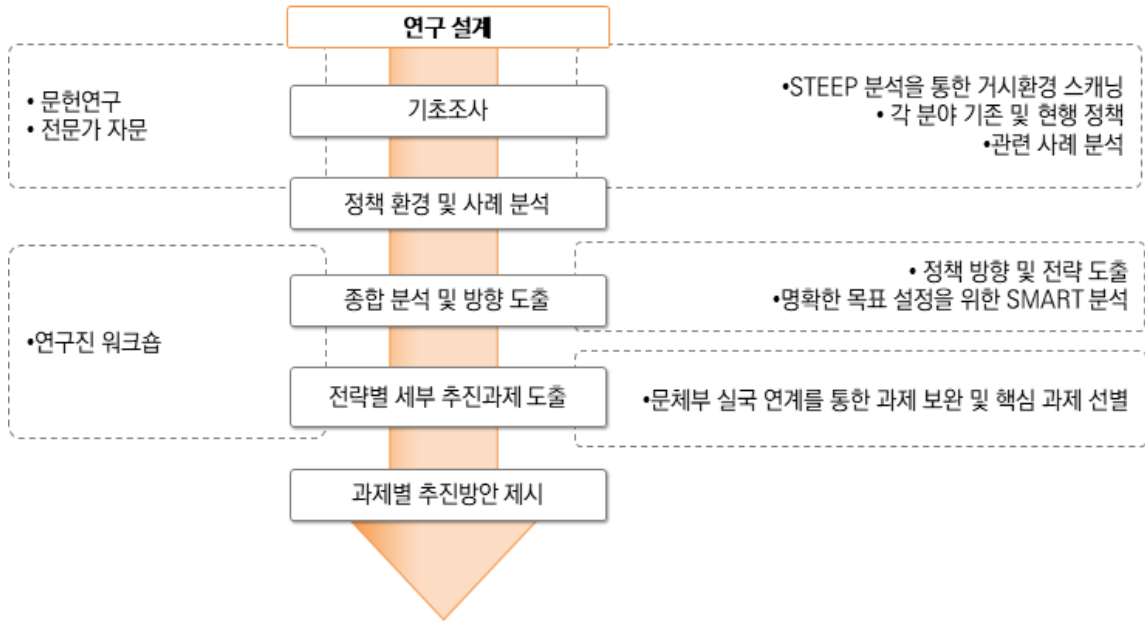 연구 설계
• 문헌연구
• 전문가 자문
기초조사
•STEEP 분석을 통한 거시환경 스캐닝
• 각 분야 기존 및 현행 정책
•관련 사례 분석
정책 환경 및 사례 분석
•연구진 워크숍
종합 분석 및 방향 도출
• 정책 방향 및 전략 도출
•명확한 목표 설정을 위한 SMART 분석
전략별 세부 추진과제 도출
•문체부 실국 연계를 통한 과제 보완 및 핵심 과제 선별
과제별 추진방안 제시